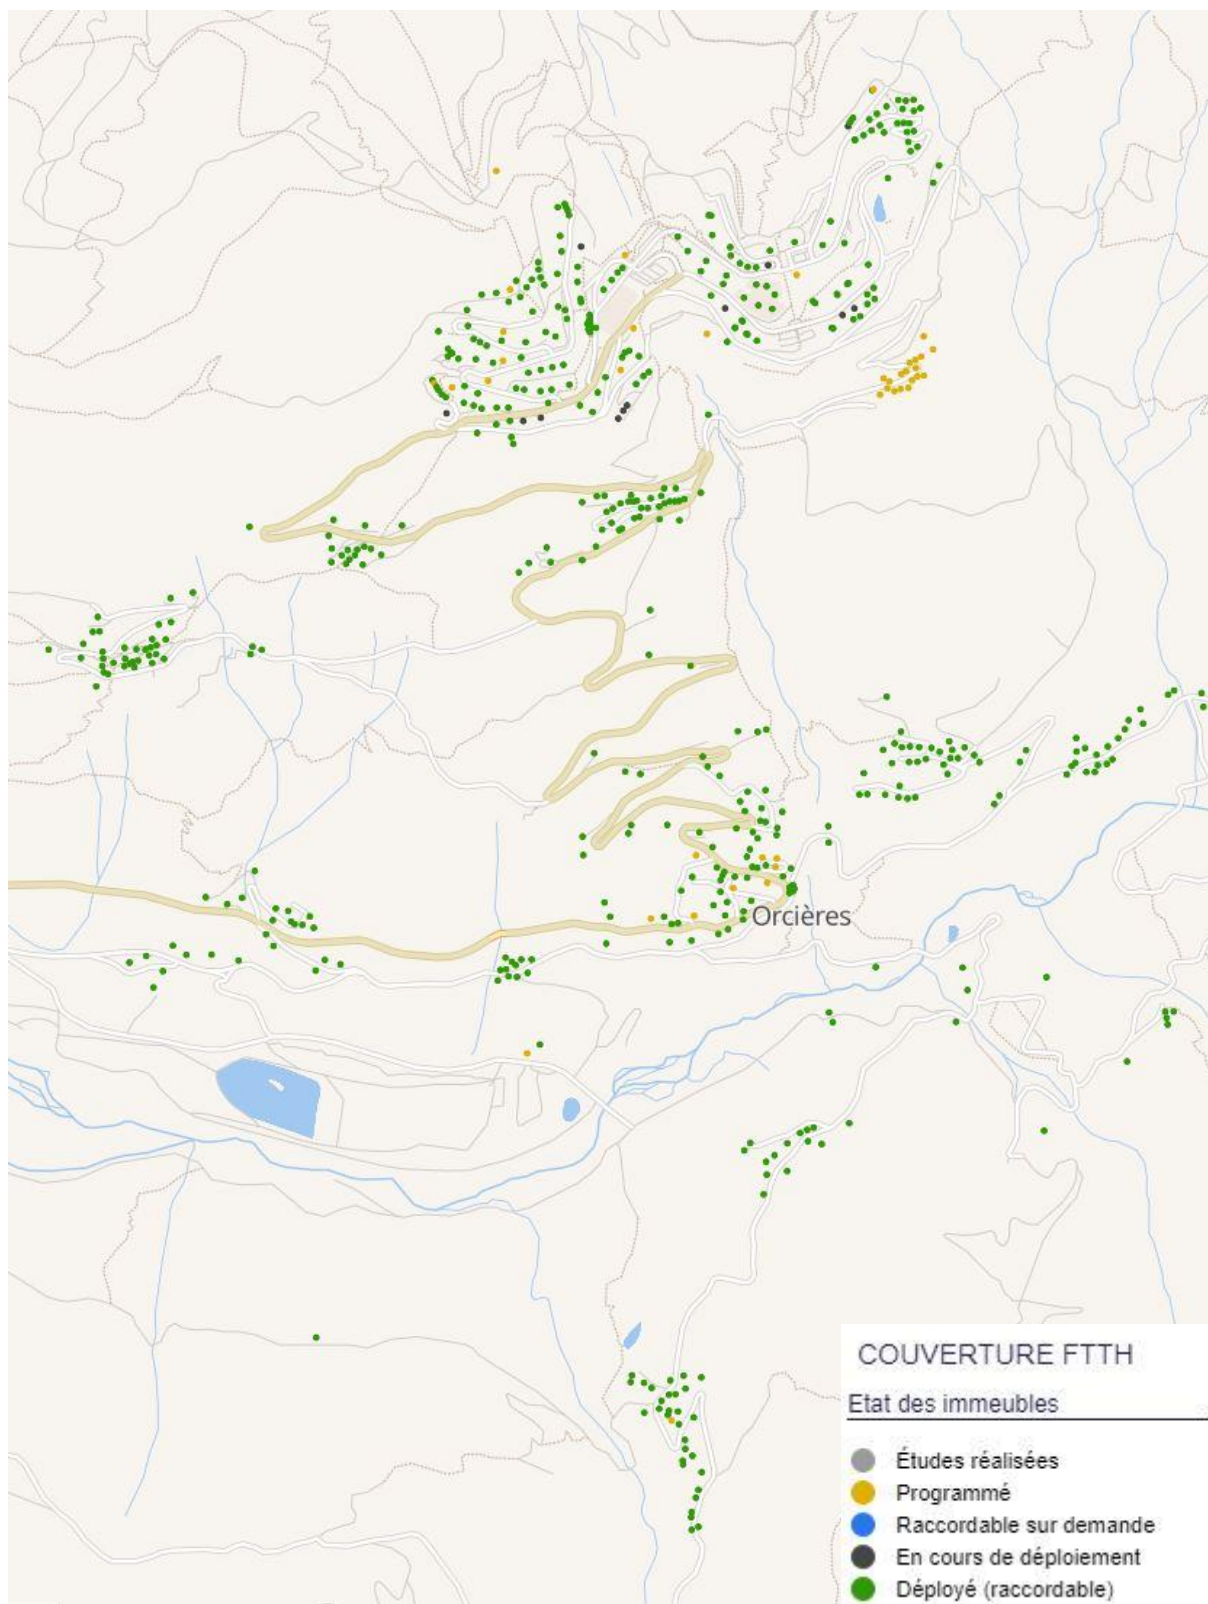 Orcières
COUVERTURE FTTH
Etat des immeubles
Études réalisées
Programmé
Raccordable sur demande
En cours de déploiement
Déployé (raccordable)